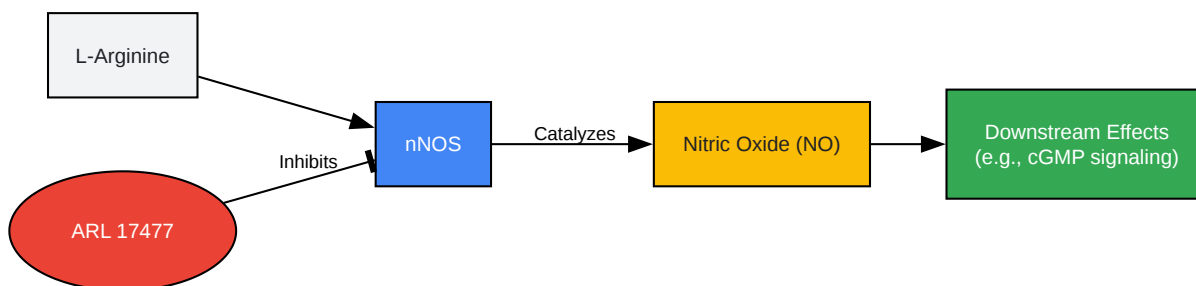 L-Arginine
nNOS
Catalyzes
Nitric Oxide (NO)
Downstream Effects
(e.g., cGMP signaling)
Inhibits
ARL 17477